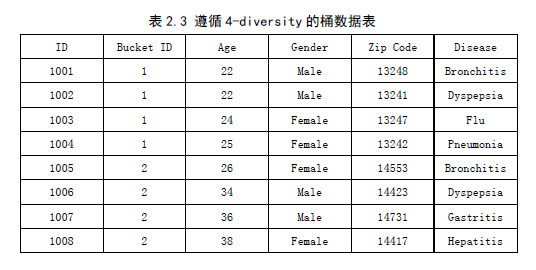 表 2.3 遵循 4-diversity 的桶数据表
ID Bucket ID Age Gender Zip Code Disease
1001 1 22 Male 13248 Bronchitis
1002 1 22 Male 13241 Dyspepsia
1003 1 24 Female 13247 Flu
1004 1 25 Female 13242 Pneumonia
1005 2 26 Female 14553 Bronchitis
1006 2 34 Male 14423 Dyspepsia
1007 2 36 Male 14731 Gastritis
1008 2 38 Female 14417 Hepatitis